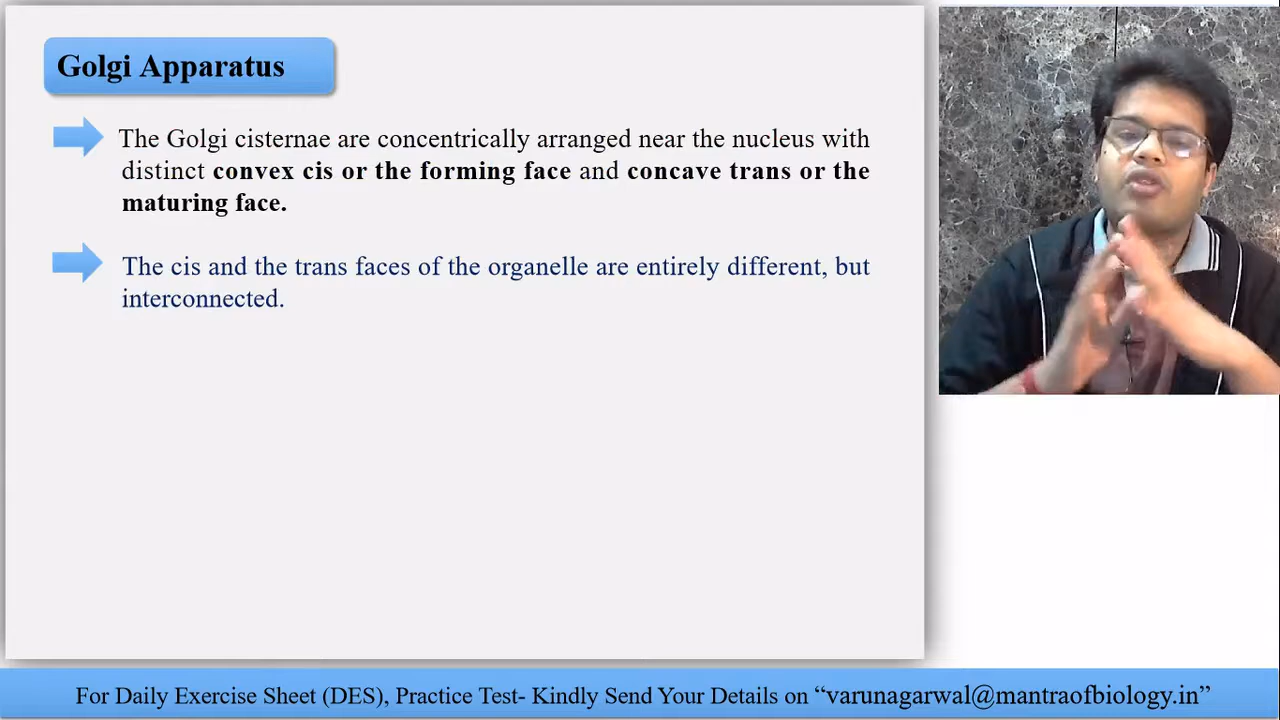 Golgi Apparatus
The Golgi cisternae are concentrically arranged near the nucleus with
distinct convex cis or the forming face and concave trans or the
maturing face.
The cis and the trans faces of the organelle are entirely different, but
interconnected.
For Daily Exercise Sheet (DES), Practice Test- Kindly Send Your Details on “varunagarwal@mantraofbiology.in”